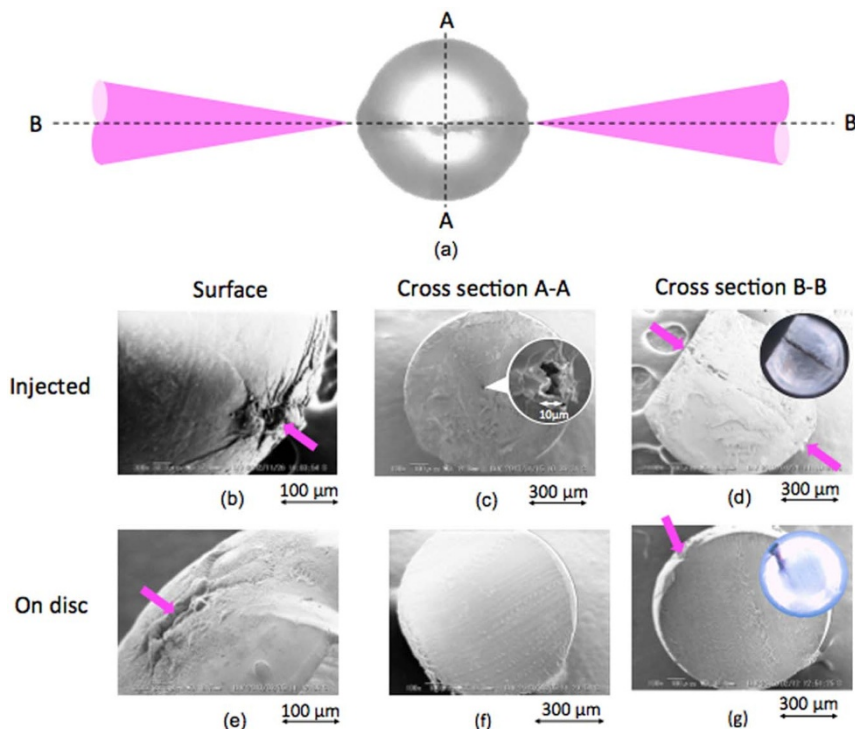 A
B
B
A
(a)
Surface
Cross section A-A
Cross section B-B
Injected
10μm
(b)
100 μm
(c)
300 μm
(d)
300 μm
On disc
(e)
100 μm
(f)
300 μm
(g)
300 μm